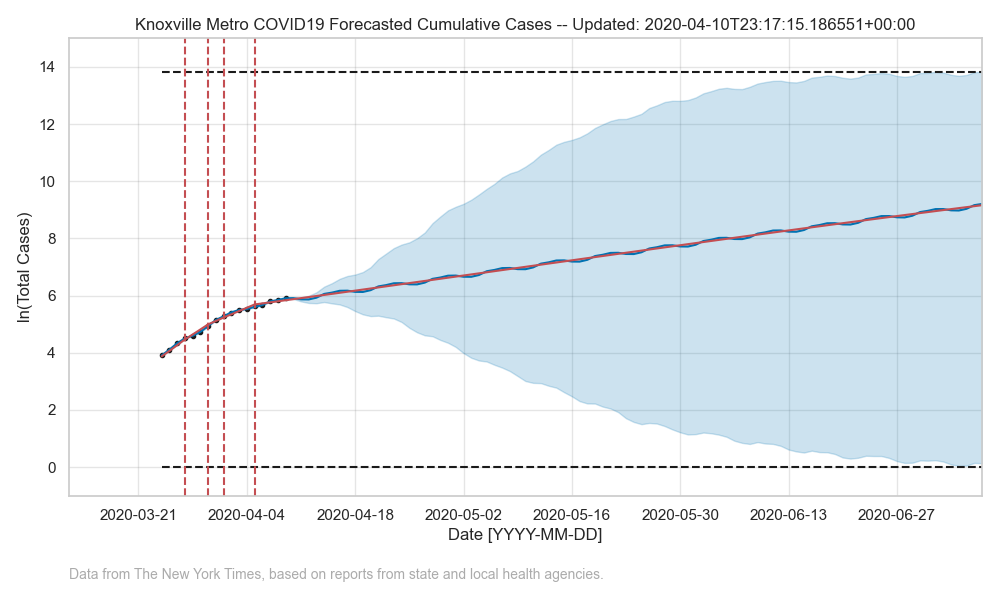 Knoxville Metro COVID19 Forecasted Cumulative Cases -- Updated: 2020-04-10T23:17:15.186551+00:00
ln(Total Cases)
14
12
10
8
6
4
2
0
2020-03-21 2020-04-04 2020-04-18 2020-05-02 2020-05-16 2020-05-30 2020-06-13 2020-06-27
Date [YYYY-MM-DD]
Data from The New York Times, based on reports from state and local health agencies.